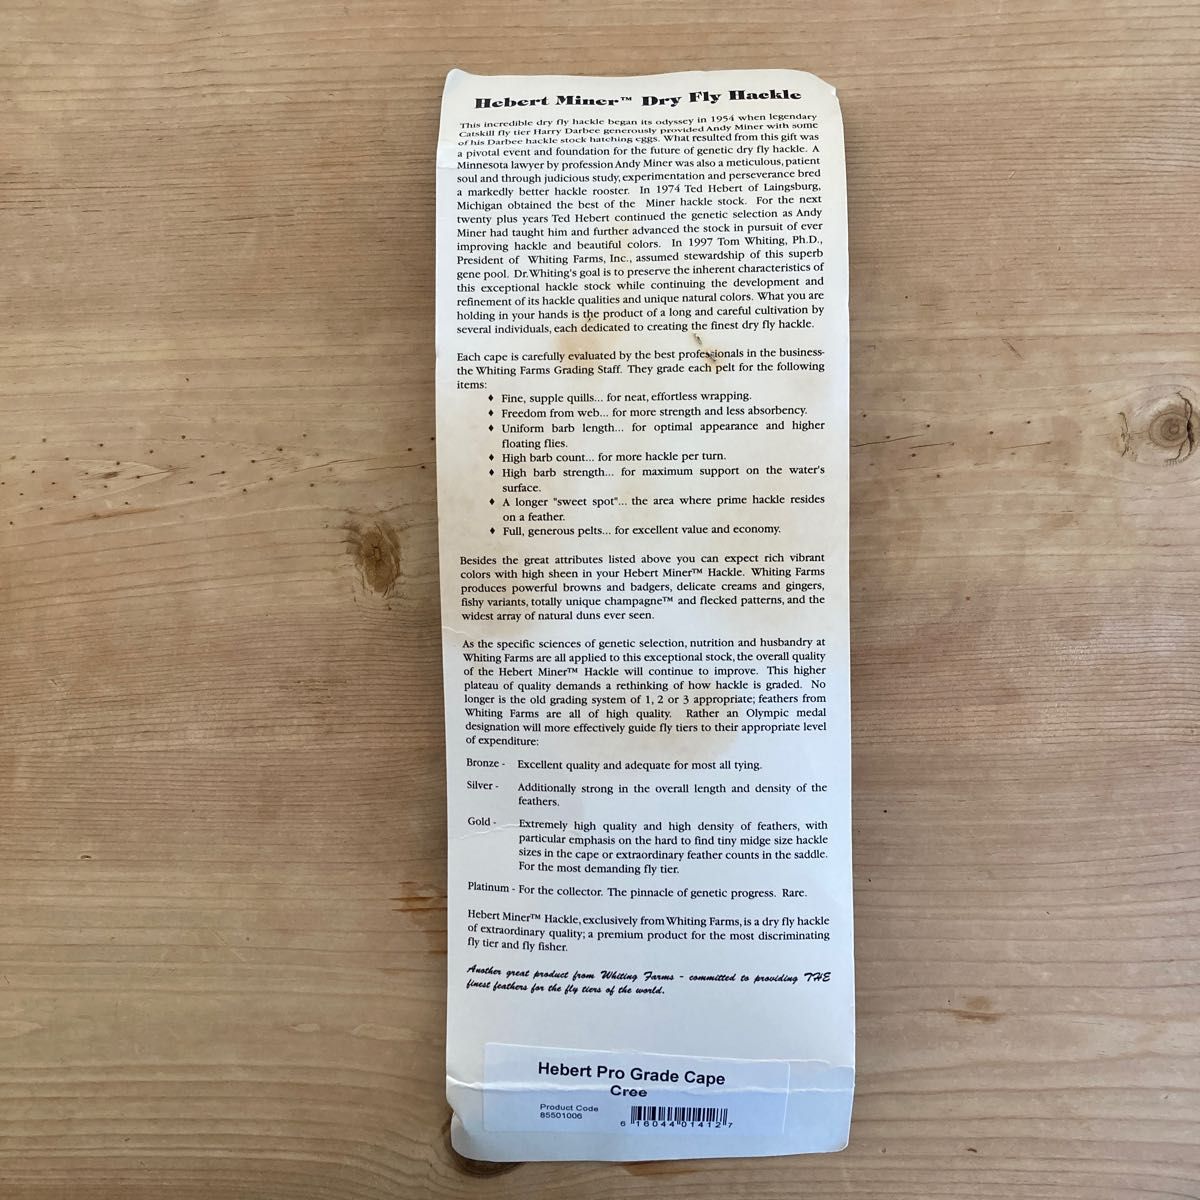 Hebert Miner™ Dry Fly Hackle
This incredible dry fly hackle began its odyssey in 1954 when legendary
Catskill fly tier Harry Darbee generously provided Andy Miner with some
of his Darbee hackle stock hatching eggs. What resulted from this gift was
a pivotal event and foundation for the future of genetic dry fly hackle. A
Minnesota lawyer by profession Andy Miner was also a meticulous, patient
soul and through judicious study, experimentation and perseverance bred
a markedly better hackle rooster. In 1974 Ted Hebert of Laingsburg,
Michigan obtained the best of the Miner hackle stock. For the next
twenty plus years Ted Hebert continued the genetic selection as Andy
Miner had taught him and further advanced the stock in pursuit of ever
improving hackle and beautiful colors. In 1997 Tom Whiting, Ph.D.,
President of Whiting Farms, Inc., assumed stewardship of this superb
gene pool. Dr. Whiting's goal is to preserve the inherent characteristics of
this exceptional hackle stock while continuing the development and
refinement of its hackle qualities and unique natural colors. What you are
holding in your hands is the product of a long and careful cultivation by
several individuals, each dedicated to creating the finest dry fly hackle.
Each cape is carefully evaluated by the best professionals in the business-
the Whiting Farms Grading Staff. They grade each pelt for the following
items:
♦ Fine, supple quills... for neat, effortless wrapping.
♦ Freedom from web... for more strength and less absorbency.
♦ Uniform barb length... for optimal appearance and higher
floating flies.
♦ High barb count... for more hackle per turn.
♦ High barb strength... for maximum support on the water's
surface.
♦ A longer "sweet spot"... the area where prime hackle resides
on a feather.
♦ Full, generous pelts... for excellent value and economy.
Besides the great attributes listed above you can expect rich vibrant
colors with high sheen in your Hebert Miner™ Hackle. Whiting Farms
produces powerful browns and badgers, delicate creams and gingers,
fishy variants, totally unique champagne™ and flecked patterns, and the
widest array of natural duns ever seen.
As the specific sciences of genetic selection, nutrition and husbandry at
Whiting Farms are all applied to this exceptional stock, the overall quality
of the Hebert Miner™ Hackle will continue to improve. This higher
plateau of quality demands a rethinking of how hackle is graded. No
longer is the old grading system of 1, 2 or 3 appropriate; feathers from
Whiting Farms are all of high quality. Rather an Olympic medal
designation will more effectively guide fly tiers to their appropriate level
of expenditure:
Bronze - Excellent quality and adequate for most all tying.
Silver - Additionally strong in the overall length and density of the
feathers.
Gold - Extremely high quality and high density of feathers, with
particular emphasis on the hard to find tiny midge size hackle
sizes in the cape or extraordinary feather counts in the saddle.
For the most demanding fly tier.
Platinum - For the collector. The pinnacle of genetic progress. Rare.
Hebert Miner™ Hackle, exclusively from Whiting Farms, is a dry fly hackle
of extraordinary quality; a premium product for the most discriminating
fly tier and fly fisher.
Another great product from Whiting Farms - committed to providing THE
finest feathers for the fly tiers of the world.
Hebert Pro Grade Cape
Cree
Product Code
85501006
6 16044 01412 7